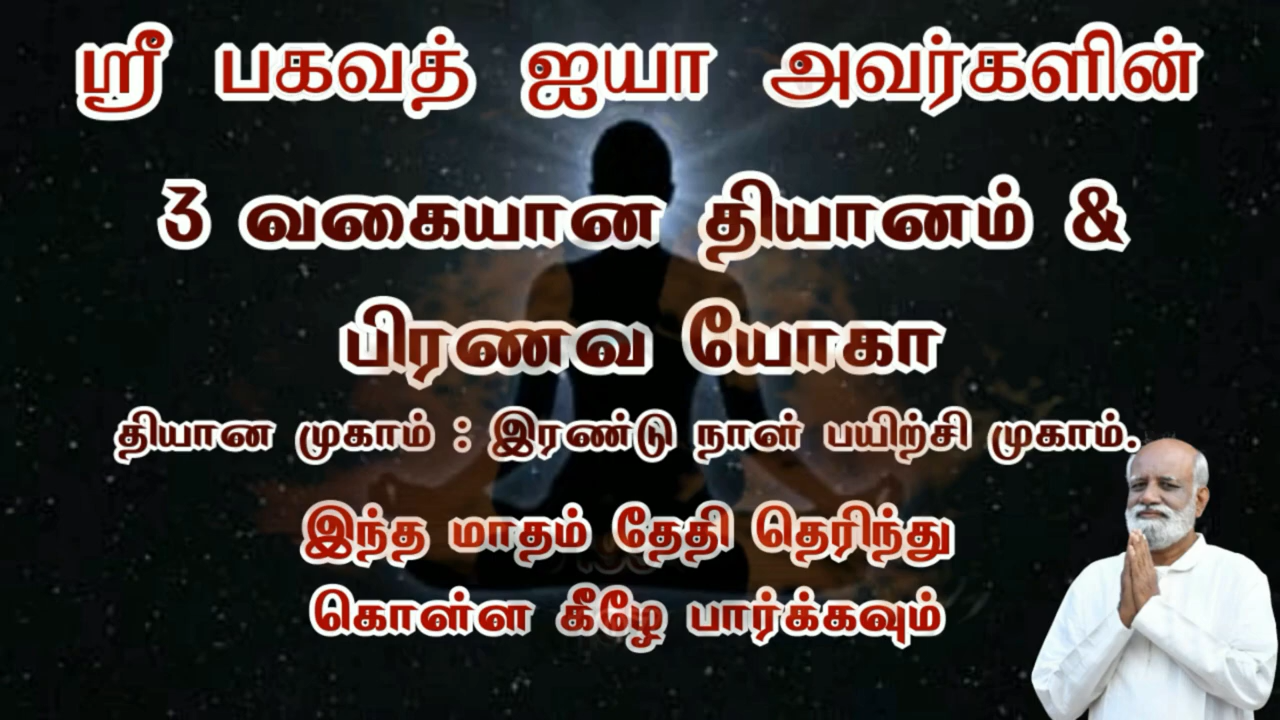 ஸ்ரீ பகவத் ஐயா அவர்களின்
3 வகையான தியானம் &
பிரணவ யோகா
தியான முகாம் : இரண்டு நாள் பயிற்சி முகாம்.
இந்த மாதம் தேதி தெரிந்து
கொள்ள கீழே பார்க்கவும்